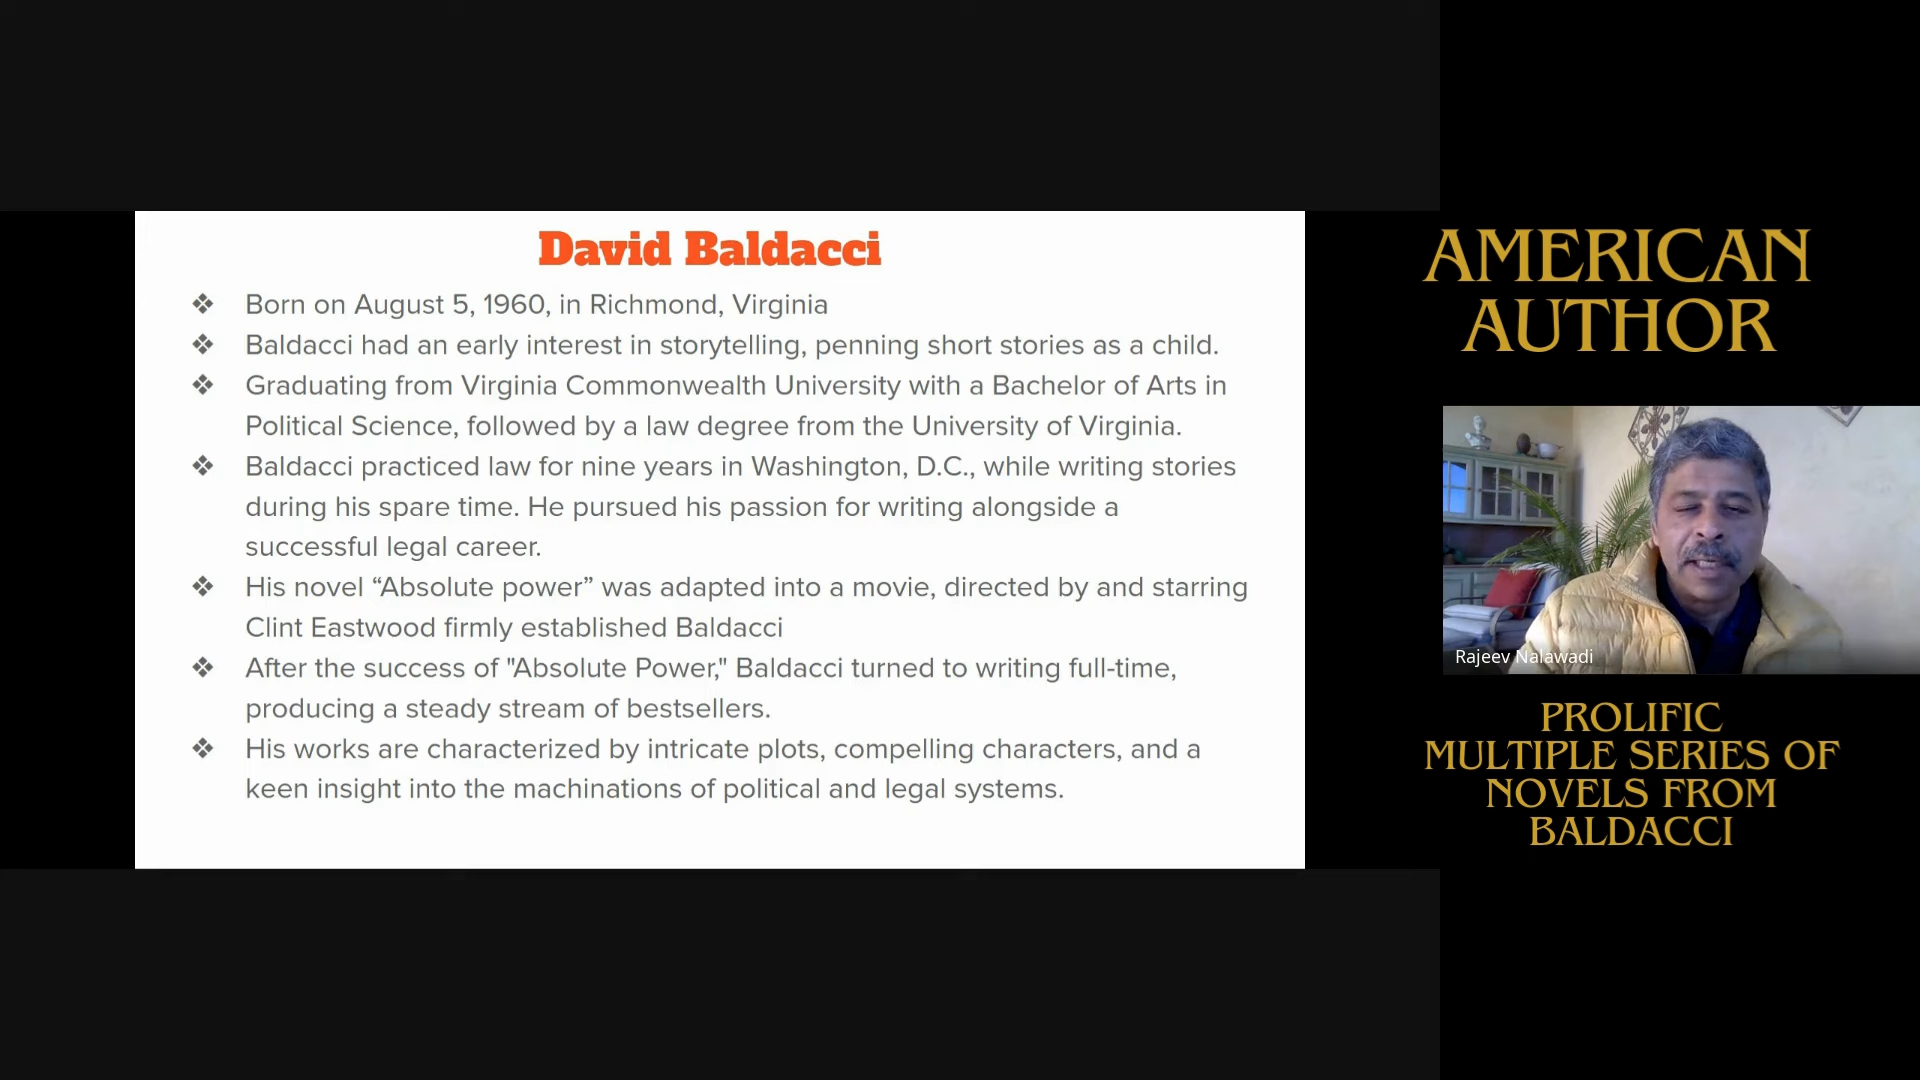 David Baldacci
❖ Born on August 5, 1960, in Richmond, Virginia
❖ Baldacci had an early interest in storytelling, penning short stories as a child.
❖ Graduating from Virginia Commonwealth University with a Bachelor of Arts in
Political Science, followed by a law degree from the University of Virginia.
❖ Baldacci practiced law for nine years in Washington, D.C., while writing stories
during his spare time. He pursued his passion for writing alongside a
successful legal career.
❖ His novel “Absolute power” was adapted into a movie, directed by and starring
Clint Eastwood firmly established Baldacci
❖ After the success of "Absolute Power," Baldacci turned to writing full-time,
producing a steady stream of bestsellers.
❖ His works are characterized by intricate plots, compelling characters, and a
keen insight into the machinations of political and legal systems.
AMERICAN
AUTHOR
Rajeev Nalawadi
PROLIFIC
MULTIPLE SERIES OF
NOVELS FROM
BALDACCI